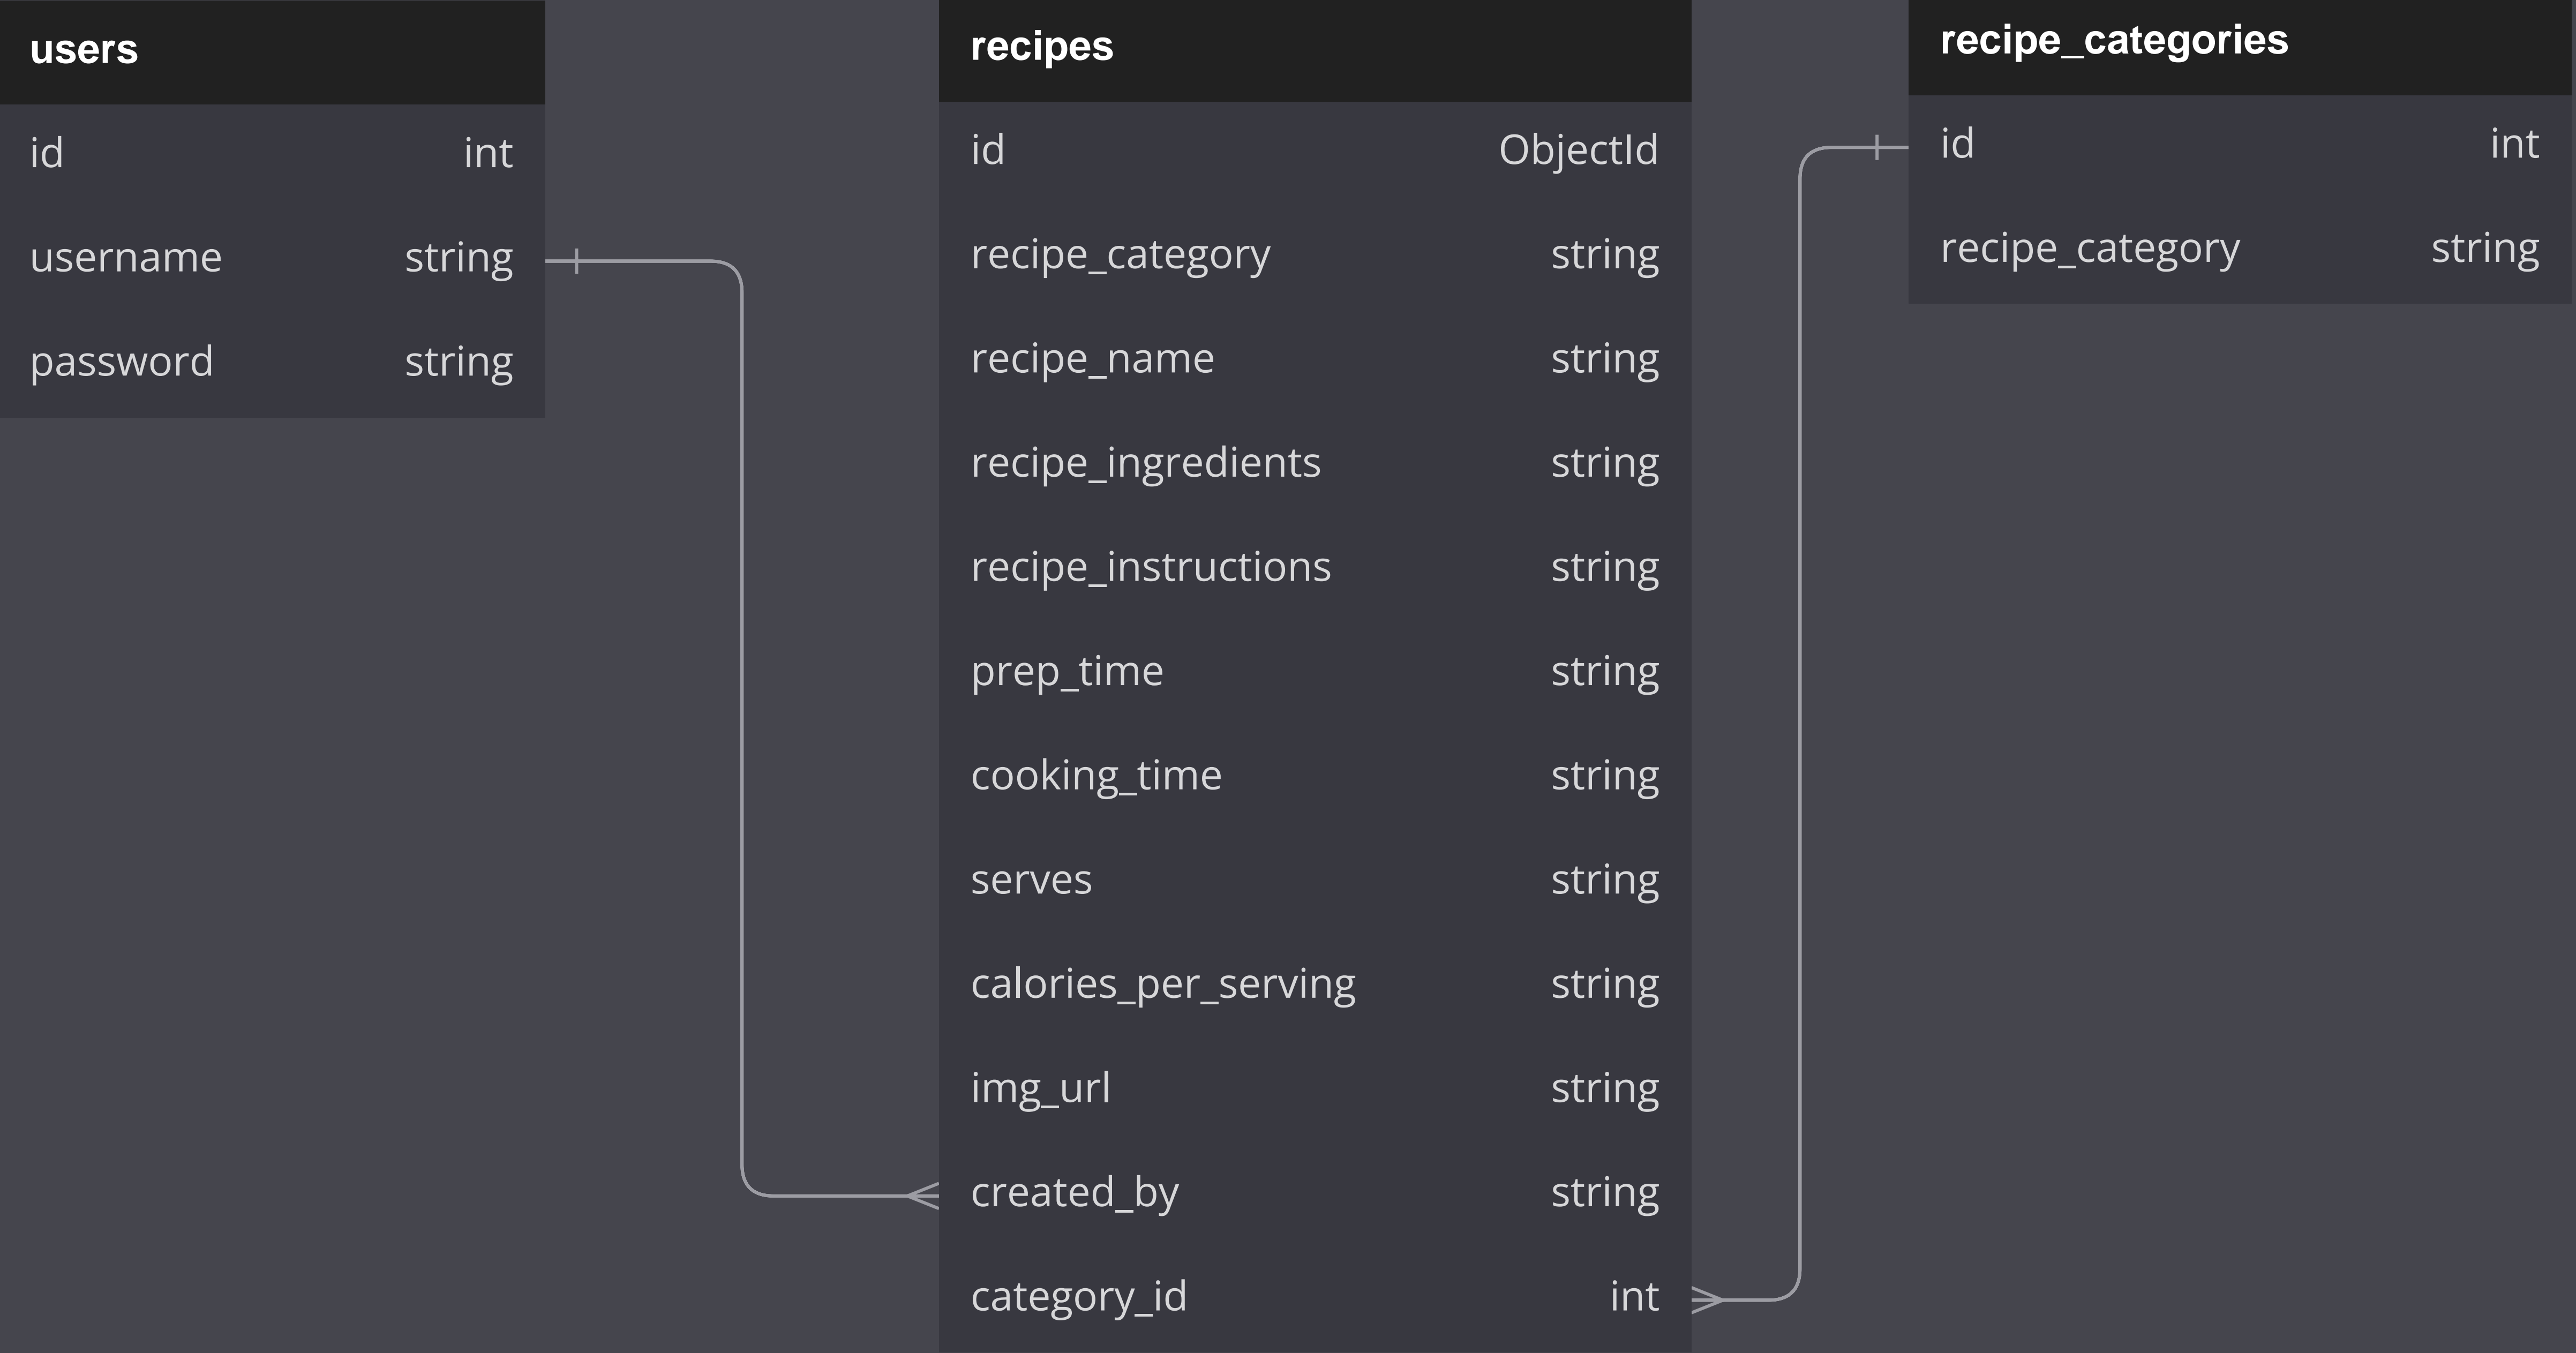 users
id int
username string
password string
recipes
id ObjectId
recipe_category string
recipe_name string
recipe_ingredients string
recipe_instructions string
prep_time string
cooking_time string
serves string
calories_per_serving string
img_url string
created_by string
category_id int
recipe_categories
id int
recipe_category string